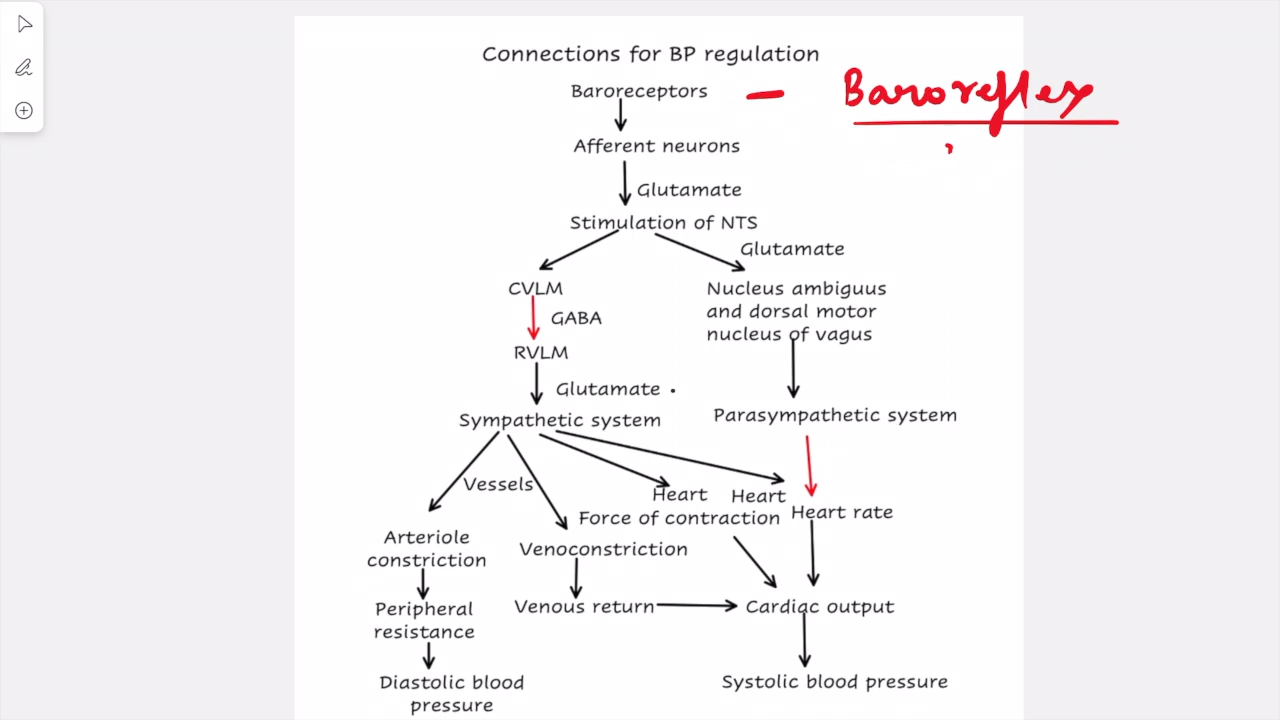 Connections for BP regulation
Baroreceptors - Baroreflex
Afferent neurons
Glutamate
Stimulation of NTS
Glutamate
CVLM
Nucleus ambiguus
and dorsal motor
nucleus of vagus
GABA
RVLM
Glutamate
Sympathetic system
Parasympathetic system
Vessels
Heart
Force of contraction
Heart
Heart rate
Arteriole
constriction
Venoconstriction
Peripheral
resistance
Venous return
Cardiac output
Diastolic blood
pressure
Systolic blood pressure